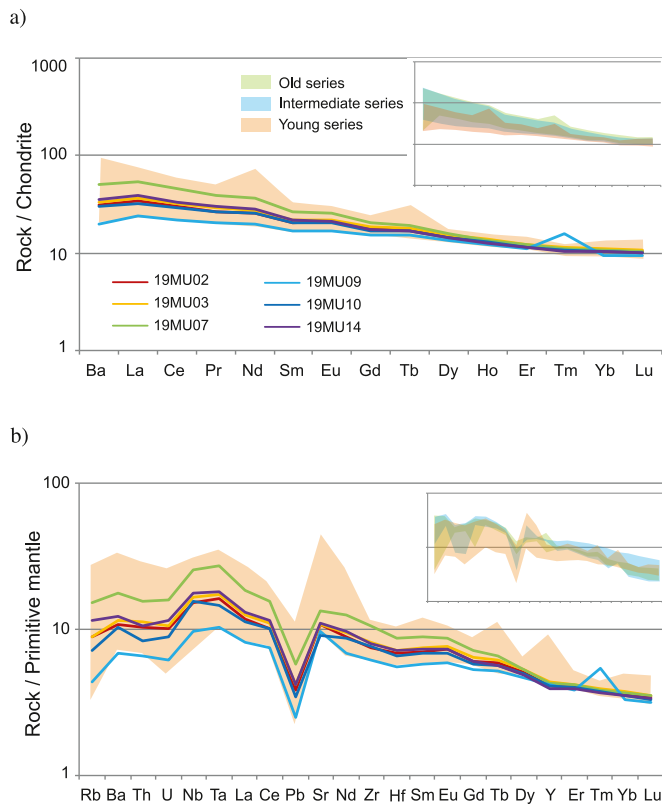 a)
1000
100
10
1
Rock / Chondrite
Old series
Intermediate series
Young series
19MU02
19MU03
19MU07
19MU09
19MU10
19MU14
Ba La Ce Pr Nd Sm Eu Gd Tb Dy Ho Er Tm Yb Lu
b)
100
10
1
Rock / Primitive mantle
Rb Ba Th U Nb Ta La Ce Pb Sr Nd Zr Hf Sm Eu Gd Tb Dy Y Er Tm Yb Lu